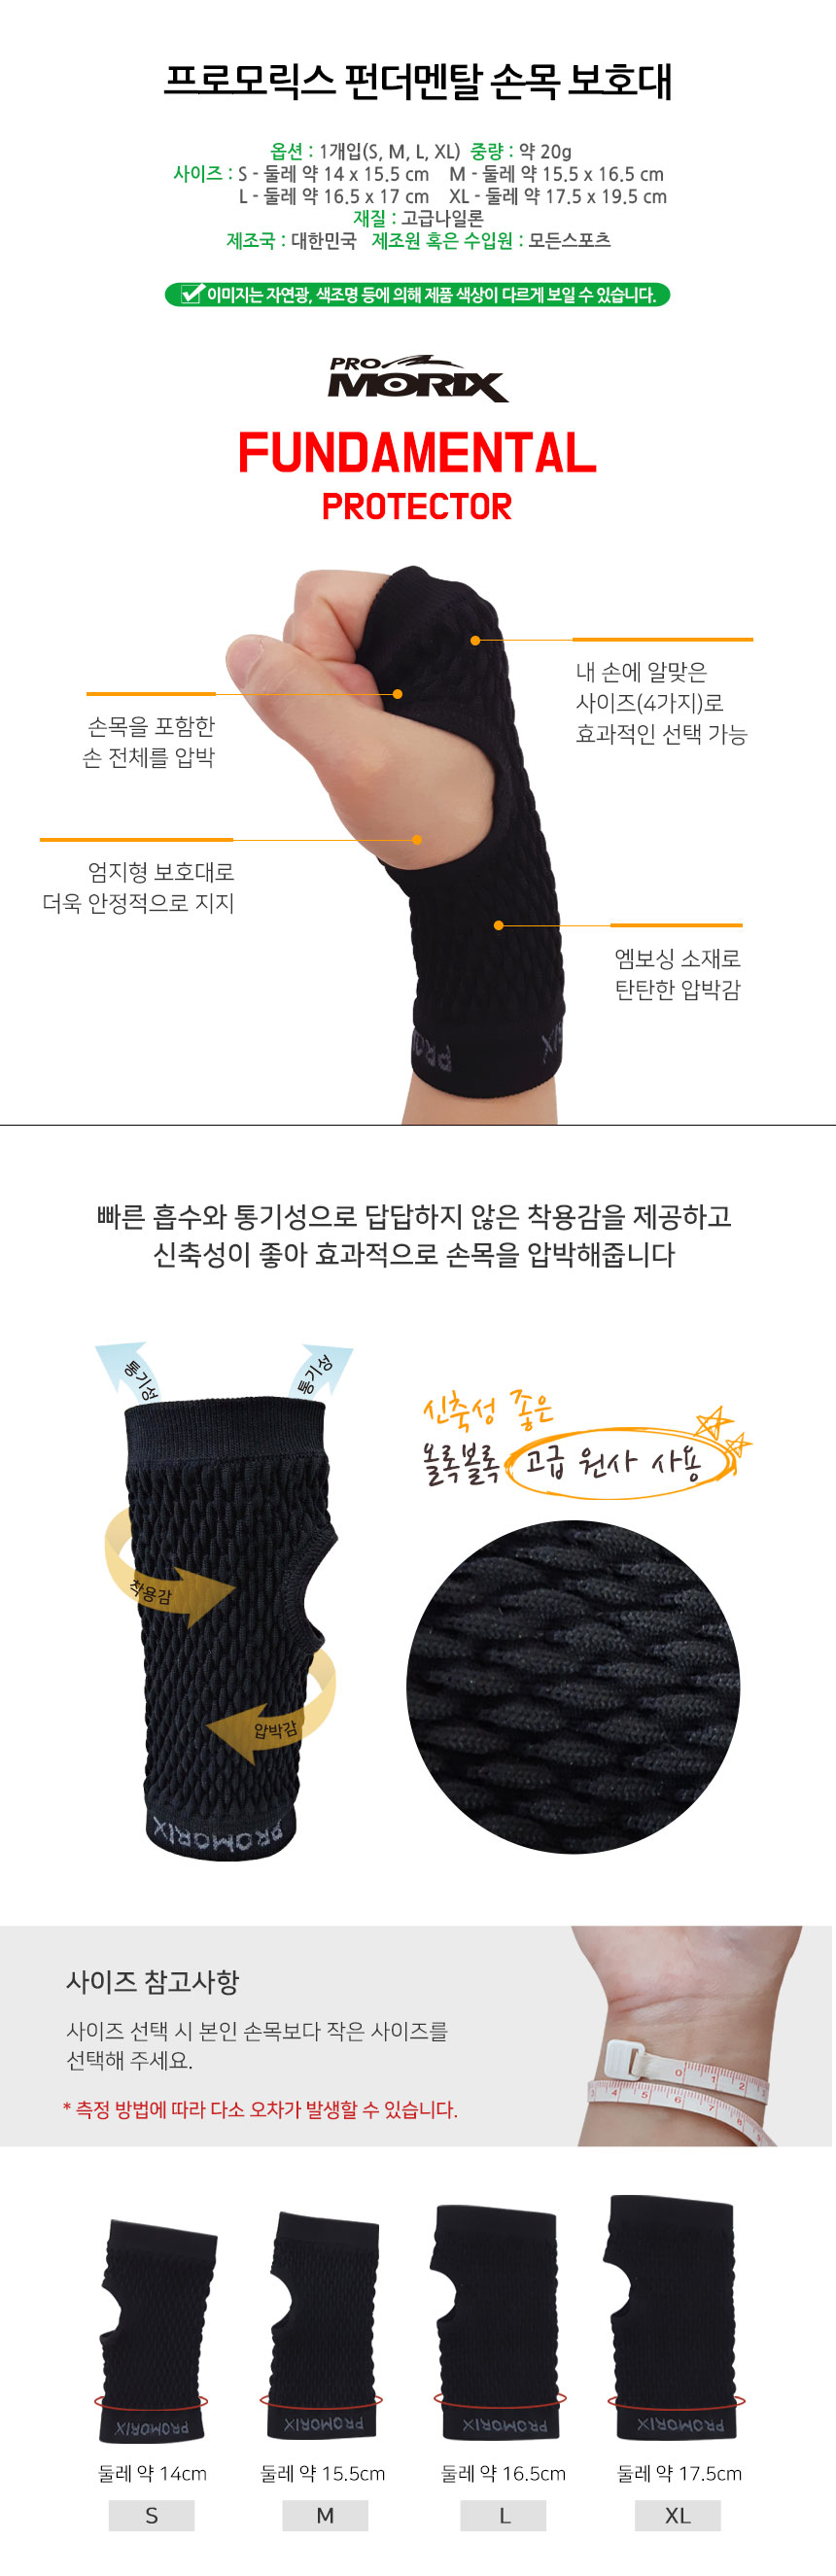 프로모릭스 펀더멘탈 손목 보호대
옵션 : 1개입(S, M, L, XL) 중량 : 약 20g
사이즈 : S - 둘레 약 14 x 15.5 cm M - 둘레 약 15.5 x 16.5 cm
L - 둘레 약 16.5 x 17 cm XL - 둘레 약 17.5 x 19.5 cm
재질 : 고급나일론
제조국 : 대한민국 제조원 혹은 수입원 : 모든스포츠
이미지는 자연광, 색조명 등에 의해 제품 색상이 다르게 보일 수 있습니다.
PRO
MORIX
FUNDAMENTAL
PROTECTOR
내 손에 알맞은
사이즈(4가지)로
효과적인 선택 가능
손목을 포함한
손 전체를 압박
엄지형 보호대로
더욱 안정적으로 지지
엠보싱 소재로
탄탄한 압박감
빠른 흡수와 통기성으로 답답하지 않은 착용감을 제공하고
신축성이 좋아 효과적으로 손목을 압박해줍니다
통기성
통기성
신축성 좋은
올록볼록 고급 원사 사용
착용감
압박감
PROMORIX
사이즈 참고사항
사이즈 선택 시 본인 손목보다 작은 사이즈를
선택해 주세요.
* 측정 방법에 따라 다소 오차가 발생할 수 있습니다.
0 1 2
4 5 6 7 8
PROMORIX
PROMORIX
PROMORIX
PROMORIX
둘레 약 14cm
둘레 약 15.5cm
둘레 약 16.5cm
둘레 약 17.5cm
S
M
L
XL